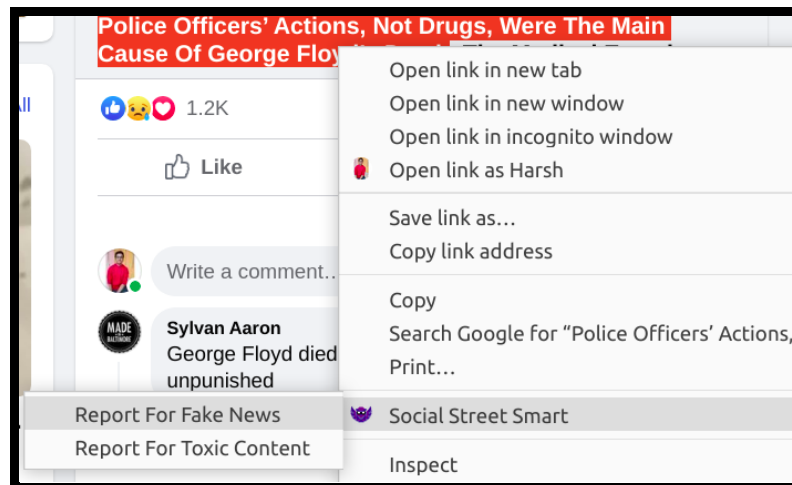 Police Officers’ Actions, Not Drugs, Were The Main
Cause Of George Floy
ll
1.2K
Like
Write a comment…
MADE
BALTIMORE
Sylvan Aaron
George Floyd died
unpunished
Open link in new tab
Open link in new window
Open link in incognito window
Open link as Harsh
Save link as…
Copy link address
Copy
Search Google for “Police Officers’ Actions,
Print…
Social Street Smart
Inspect
Report For Fake News
Report For Toxic Content